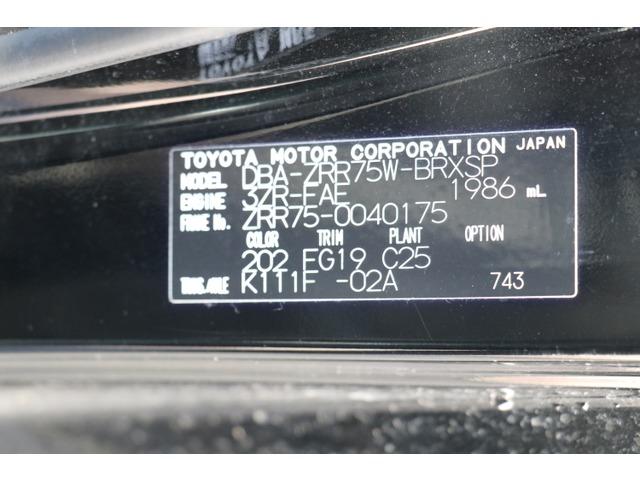 TOYOTA MOTOR CORPORATION JAPAN
MODEL DBA-ZRR75W-BRXSP
ENGINE 3ZR-FAE 1986 mL
FRAME No. ZRR75-0040175
COLOR TRIM PLANT OPTION
202 FG19 C25
TRANS.AXLE K111F -02A 743